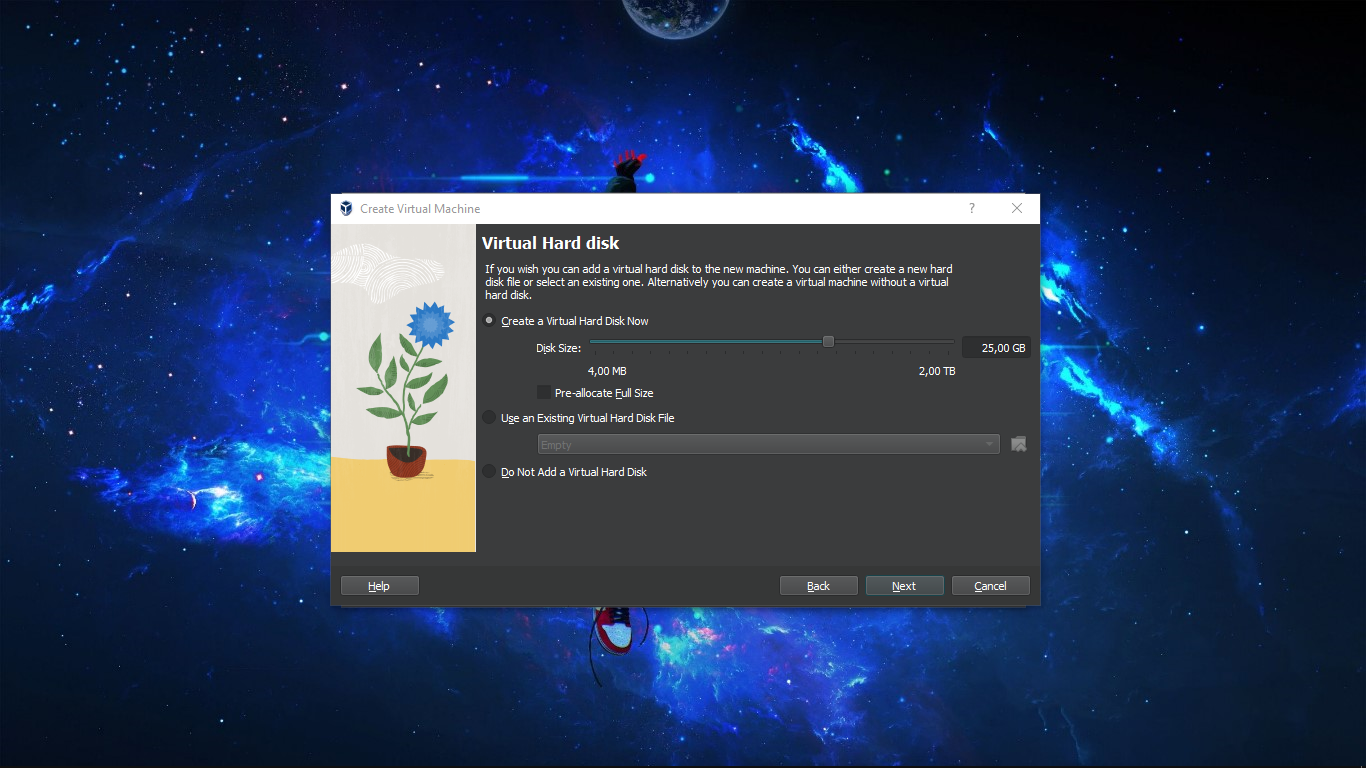 Create Virtual Machine
?
Virtual Hard disk
If you wish you can add a virtual hard disk to the new machine. You can either create a new hard
disk file or select an existing one. Alternatively you can create a virtual machine without a virtual
hard disk.
Create a Virtual Hard Disk Now
Disk Size:
25,00 GB
4,00 MB
2,00 TB
Pre-allocate Full Size
Use an Existing Virtual Hard Disk File
Empty
Do Not Add a Virtual Hard Disk
Help
Back
Next
Cancel